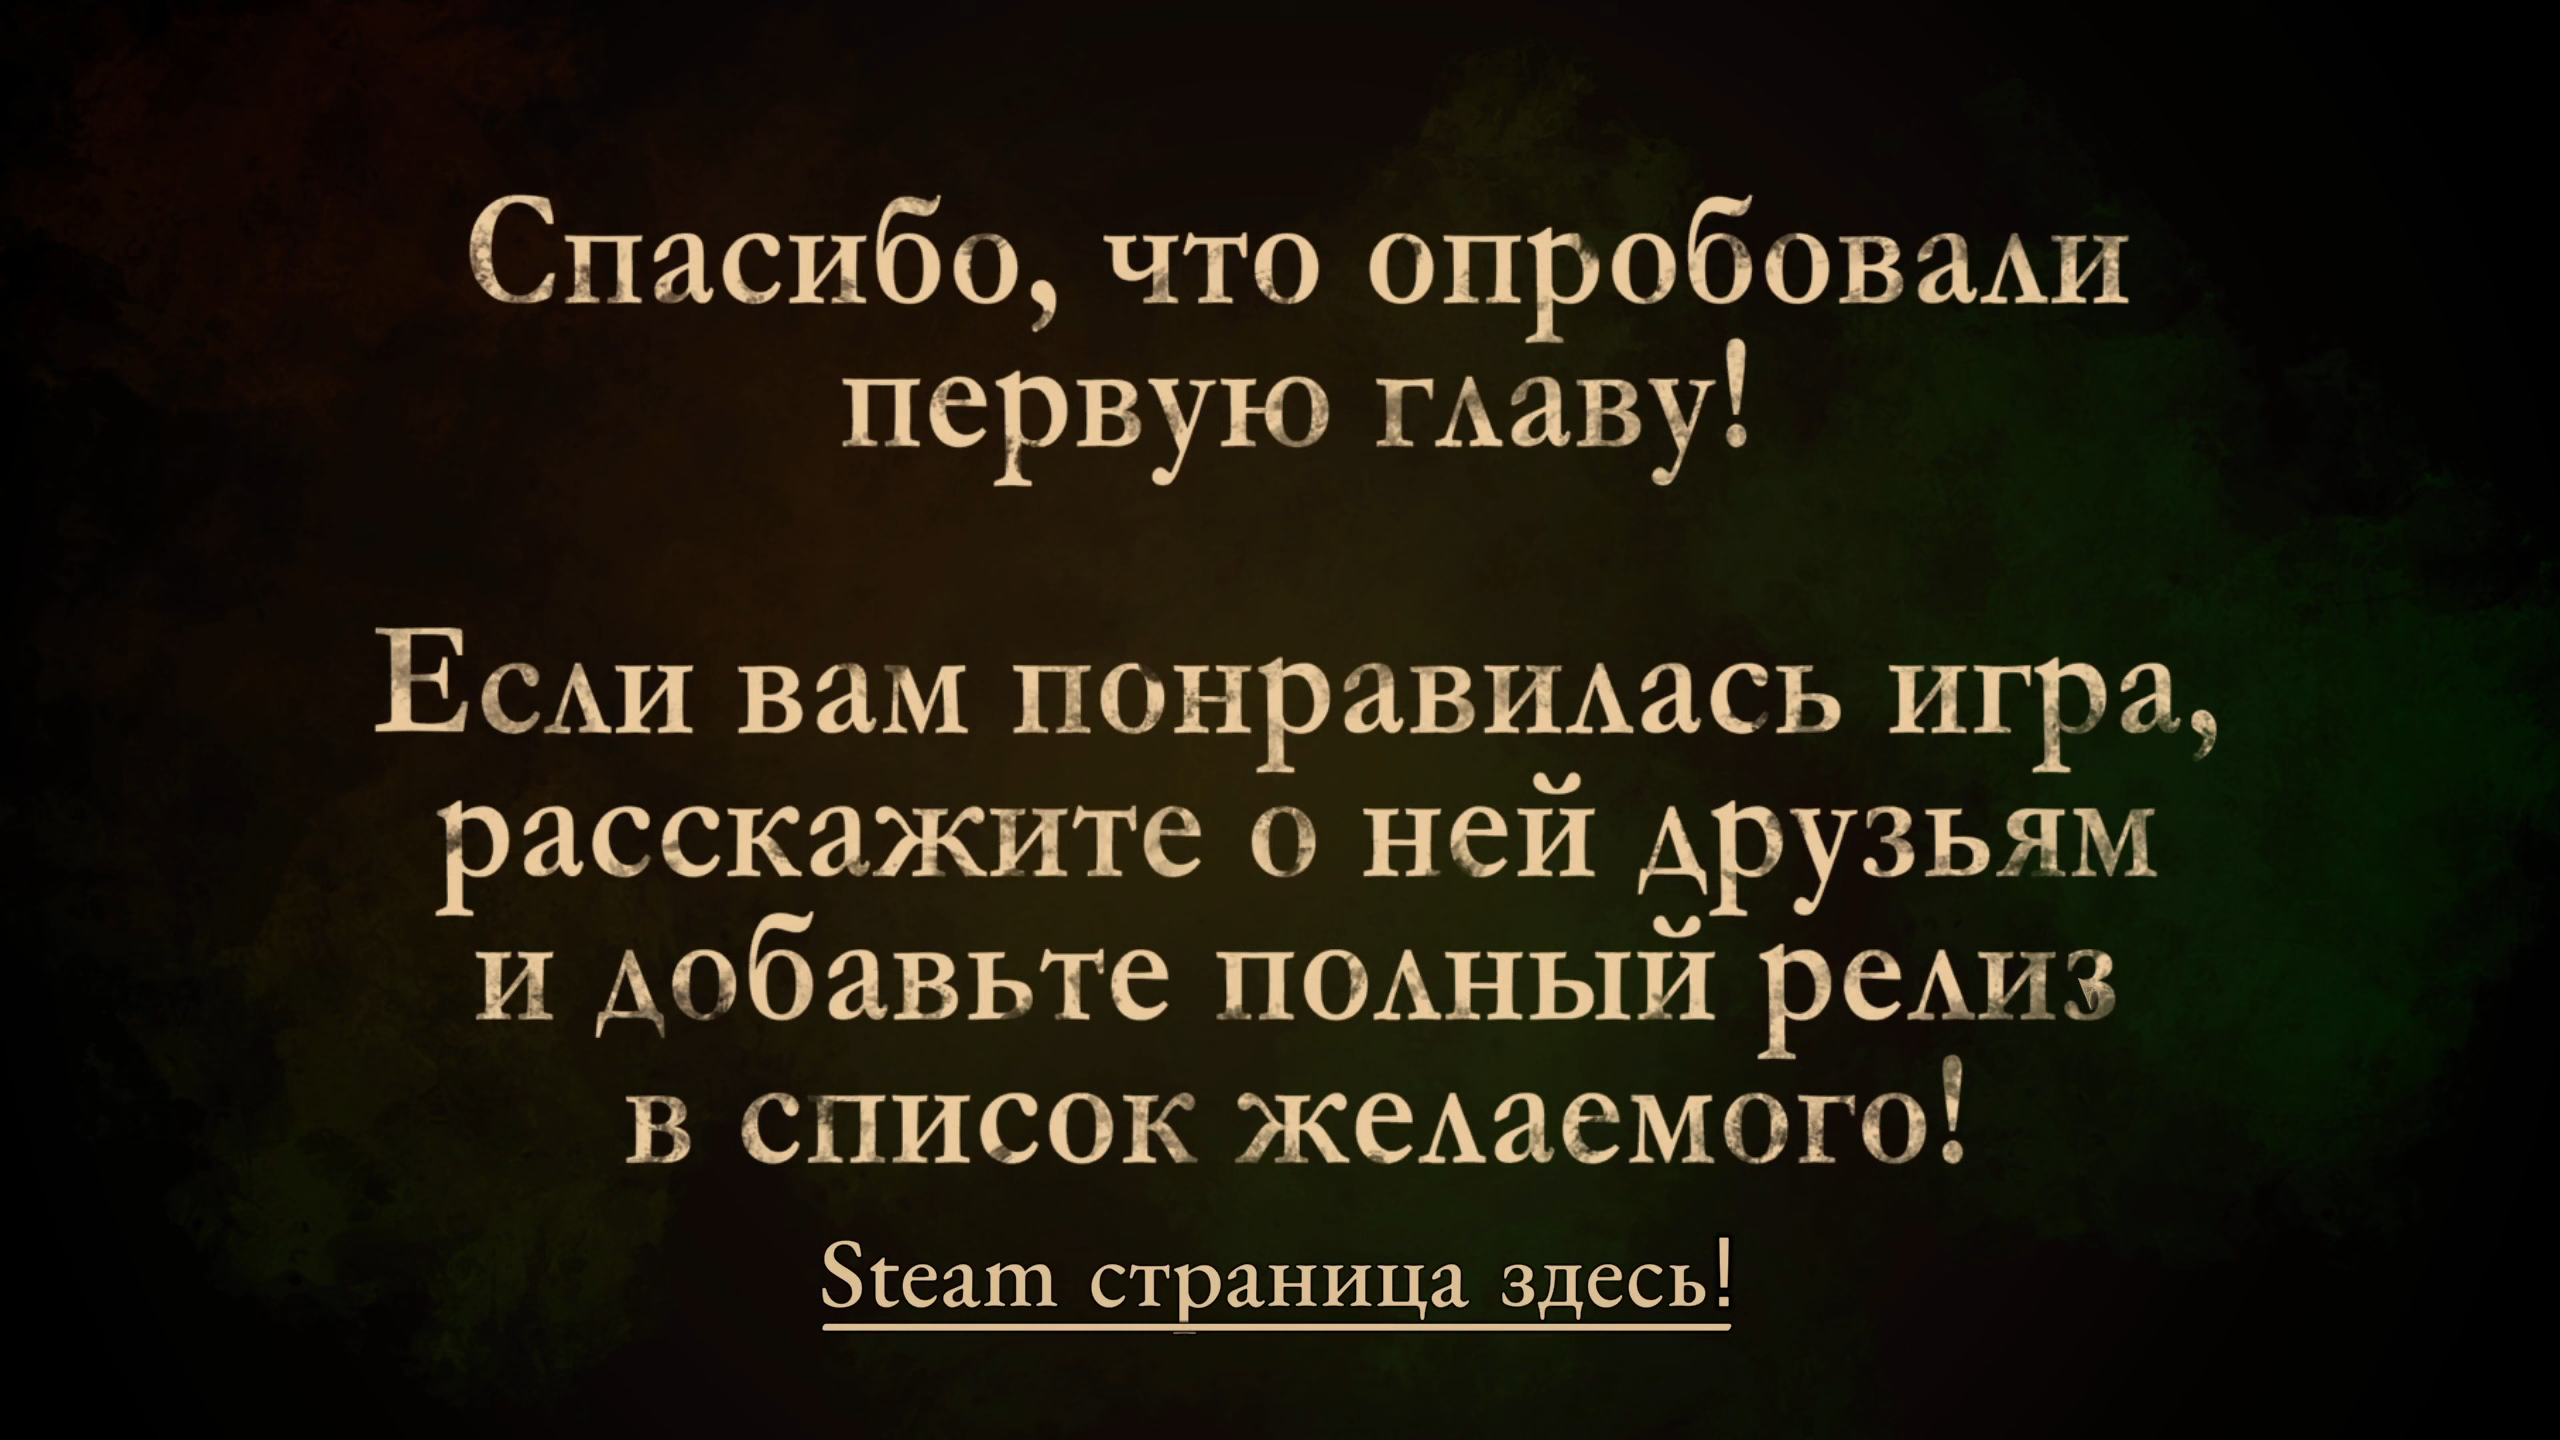 Спасибо, что опробовали
первую главу!
Если вам понравилась игра,
расскажите о ней друзьям
и добавьте полный релиз
в список желаемого!
Steam страница здесь!